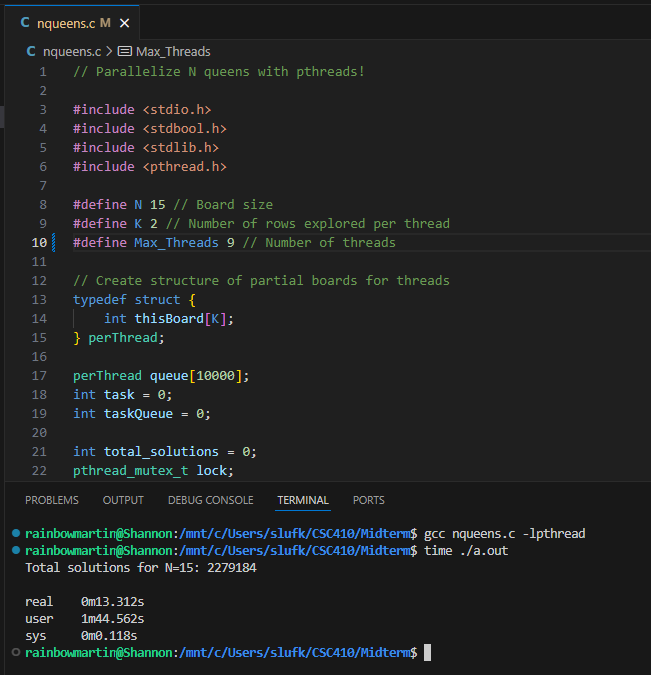 C nqueens.c M ×
C nqueens.c > Max_Threads
1 // Parallelize N queens with pthreads!
2
3 #include <stdio.h>
4 #include <stdbool.h>
5 #include <stdlib.h>
6 #include <pthread.h>
7
8 #define N 15 // Board size
9 #define K 2 // Number of rows explored per thread
10 #define Max_Threads 9 // Number of threads
11
12 // Create structure of partial boards for threads
13 typedef struct {
14 int thisBoard[K];
15 } perThread;
16
17 perThread queue[10000];
18 int task = 0;
19 int taskQueue = 0;
20
21 int total_solutions = 0;
22 pthread_mutex_t lock;
PROBLEMS OUTPUT DEBUG CONSOLE TERMINAL PORTS
rainbowmartin@Shannon:/mnt/c/Users/slufk/CSC410/Midterm$ gcc nqueens.c -lpthread
rainbowmartin@Shannon:/mnt/c/Users/slufk/CSC410/Midterm$ time ./a.out
Total solutions for N=15: 2279184
real 0m13.312s
user 1m44.562s
sys 0m0.118s
rainbowmartin@Shannon:/mnt/c/Users/slufk/CSC410/Midterm$